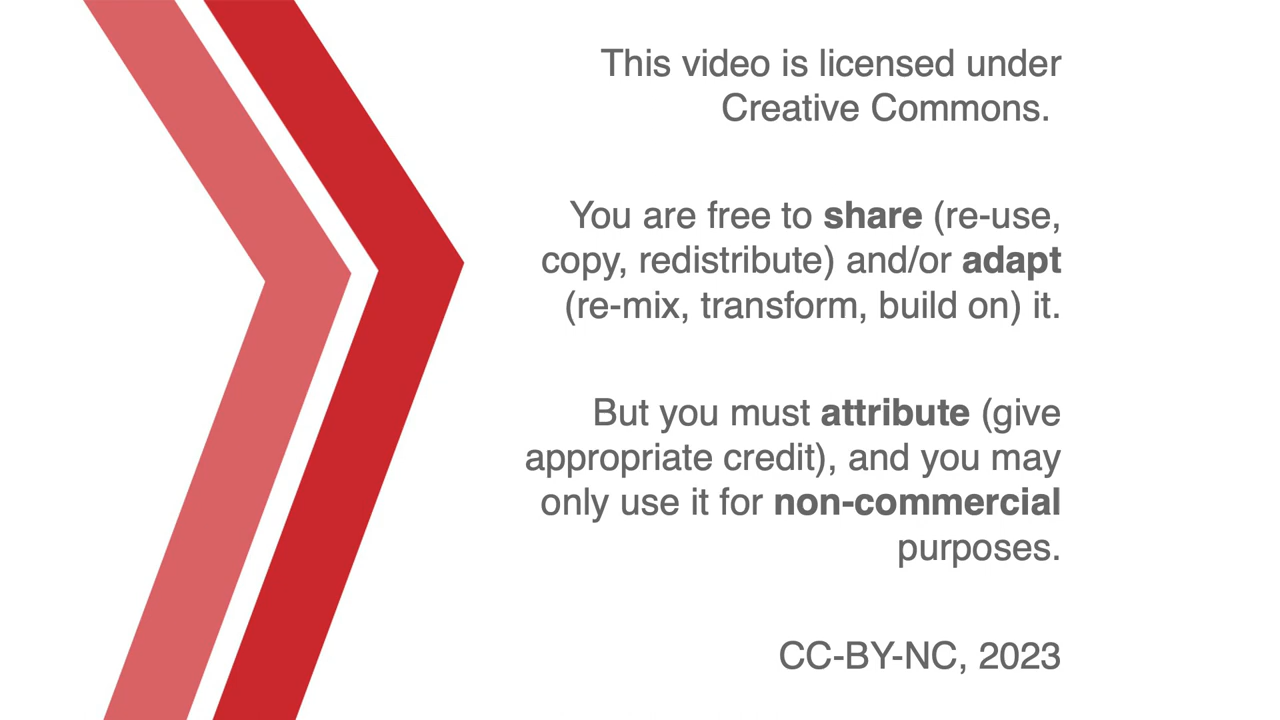 This video is licensed under
Creative Commons.
You are free to share (re-use,
copy, redistribute) and/or adapt
(re-mix, transform, build on) it.
But you must attribute (give
appropriate credit), and you may
only use it for non-commercial
purposes.
CC-BY-NC, 2023